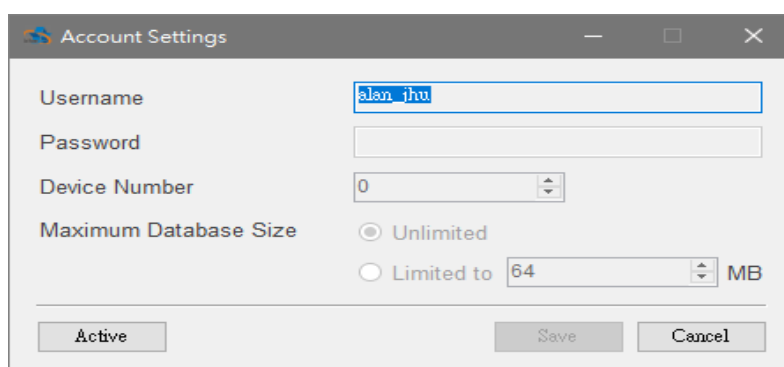 Account Settings
Username alan_jhu
Password
Device Number 0
Maximum Database Size Unlimited
Limited to 64 MB
Active Save Cancel